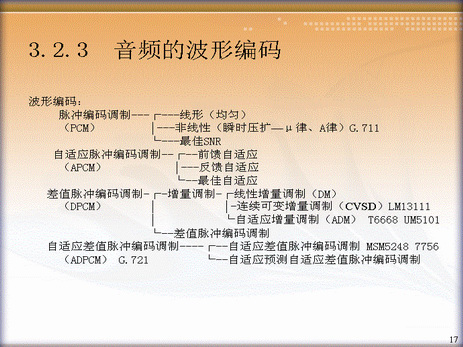 3.2.3 音频的波形编码
波形编码：
脉冲编码调制---┌---线形（均匀）
（PCM） │---非线性（瞬时压扩—μ律、A律）G.711
└---最佳SNR
自适应脉冲编码调制--┌--前馈自适应
（APCM） │--反馈自适应
└--最佳自适应
差值脉冲编码调制-┌-增量调制-┌-线性增量调制（DM）
（DPCM） │ │-连续可变增量调制（CVSD）LM13111
│ └-自适应增量调制（ADM） T6668 UM5101
└--差值脉冲编码调制
自适应差值脉冲编码调制----┌--自适应差值脉冲编码调制 MSM5248 7756
（ADPCM） G.721 └--自适应预测自适应差值脉冲编码调制
17